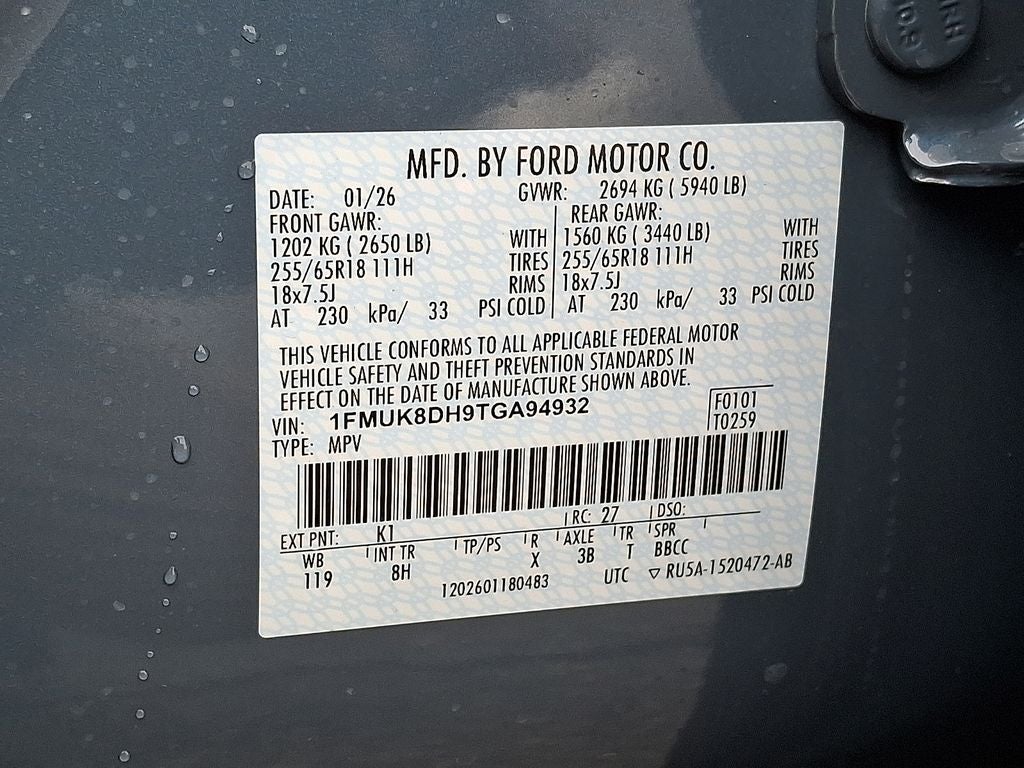 MFD. BY FORD MOTOR CO.
DATE: 01/26 GVWR: 2694 KG ( 5940 LB)
FRONT GAWR: REAR GAWR:
1202 KG ( 2650 LB) WITH 1560 KG ( 3440 LB) WITH
255/65R18 111H TIRES 255/65R18 111H TIRES
18x7.5J RIMS 18x7.5J RIMS
AT 230 kPa/ 33 PSI COLD AT 230 kPa/ 33 PSI COLD
THIS VEHICLE CONFORMS TO ALL APPLICABLE FEDERAL MOTOR
VEHICLE SAFETY AND THEFT PREVENTION STANDARDS IN
EFFECT ON THE DATE OF MANUFACTURE SHOWN ABOVE.
VIN: 1FMUK8DH9TGA94932 F0101
TYPE: MPV T0259
EXT PNT: K1 RC: 27 DSO:
WB INT TR TP/PS R AXLE TR SPR
119 8H X 3B T BBCC
1202601180483 UTC ▽ RU5A-1520472-AB